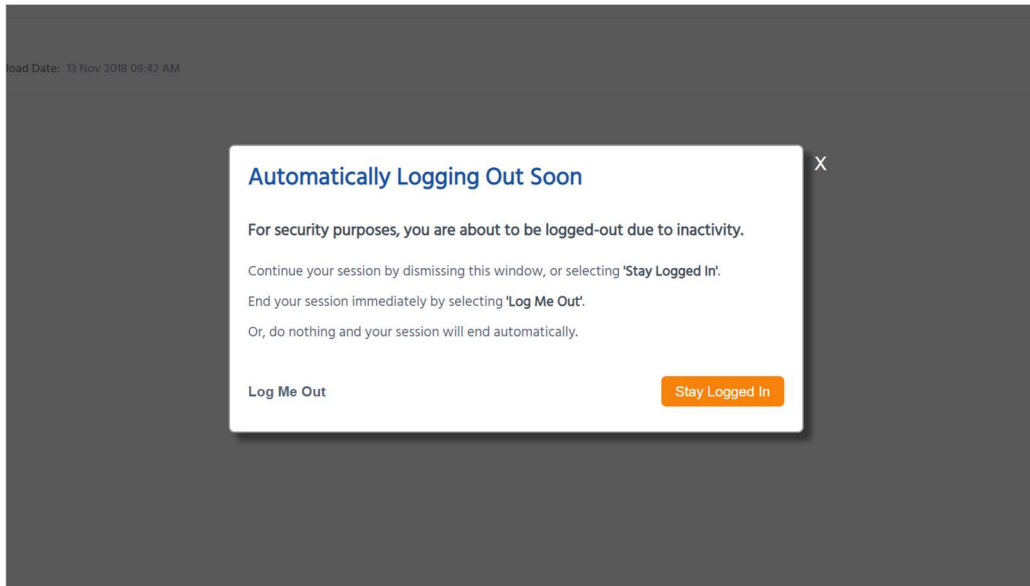 load Date: 13 Nov 2018 09:42 AM
X
Automatically Logging Out Soon
For security purposes, you are about to be logged-out due to inactivity.
Continue your session by dismissing this window, or selecting 'Stay Logged In'.
End your session immediately by selecting 'Log Me Out'.
Or, do nothing and your session will end automatically.
Log Me Out
Stay Logged In